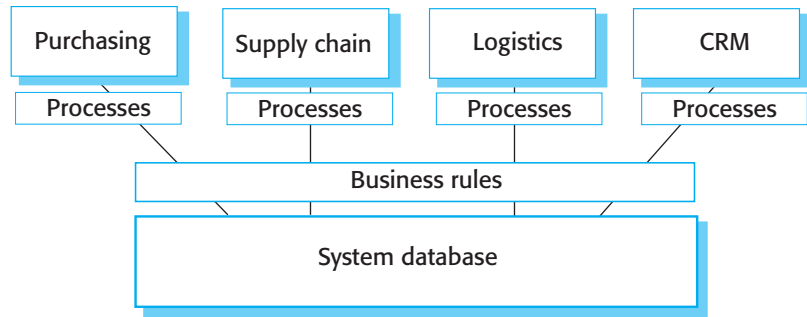 Purchasing
Supply chain
Logistics
CRM
Processes
Processes
Processes
Processes
Business rules
System database